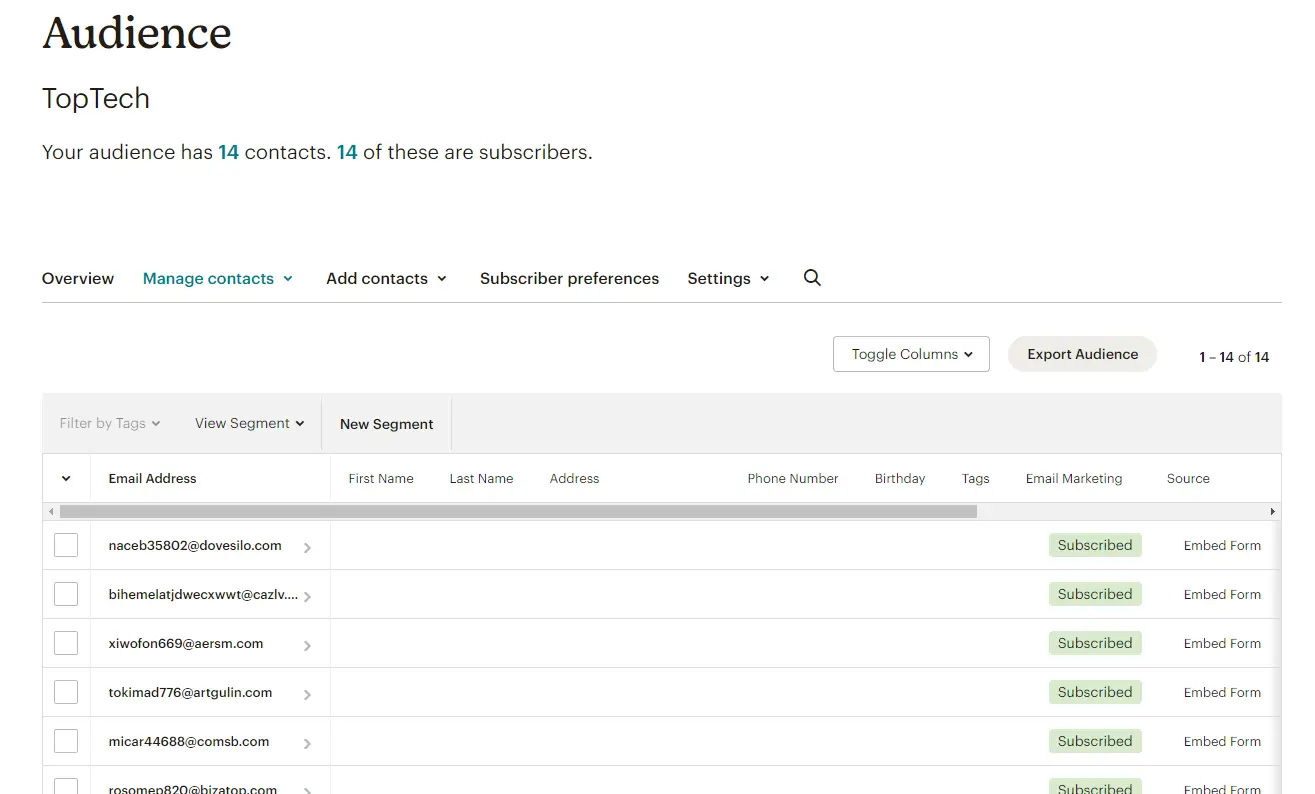 Audience
TopTech
Your audience has 14 contacts. 14 of these are subscribers.
Overview Manage contacts Add contacts Subscriber preferences Settings
Toggle Columns Export Audience 1 – 14 of 14
Filter by Tags View Segment New Segment
Email Address First Name Last Name Address Phone Number Birthday Tags Email Marketing Source
naceb35802@dovesilo.com Subscribed Embed Form
bihemelatjdwecxwwt@cazlv.... Subscribed Embed Form
xiwofon669@aersm.com Subscribed Embed Form
tokimad776@artgulin.com Subscribed Embed Form
micar44688@comsb.com Subscribed Embed Form
rosomep820@bizatop.com Subscribed Embed Form